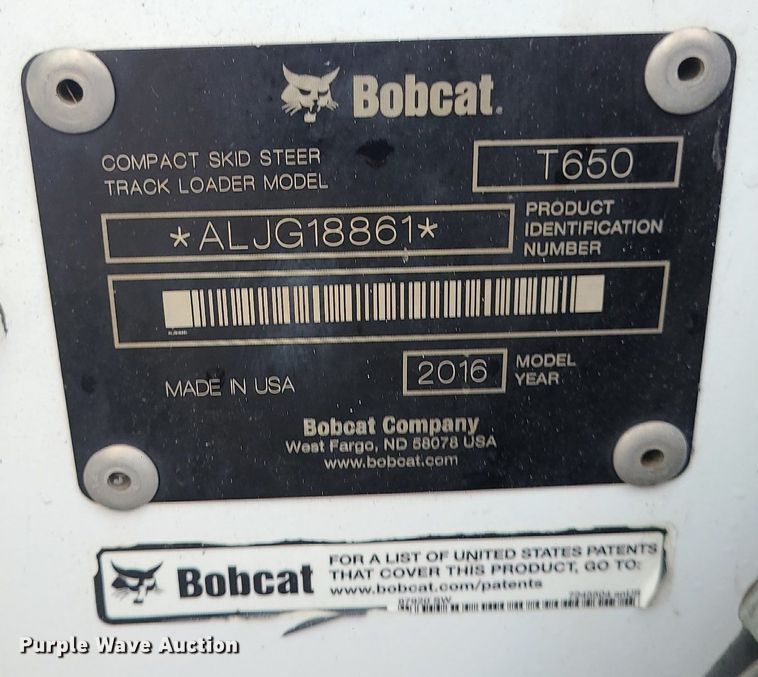 Bobcat.
COMPACT SKID STEER
TRACK LOADER MODEL
T650
*ALJG18861*
PRODUCT
IDENTIFICATION
NUMBER
MADE IN USA
2016
MODEL
YEAR
Bobcat Company
West Fargo, ND 58078 USA
www.bobcat.com
Bobcat
FOR A LIST OF UNITED STATES PATENTS
THAT COVER THIS PRODUCT, GO TO:
www.bobcat.com/patents
Purple Wave Auction